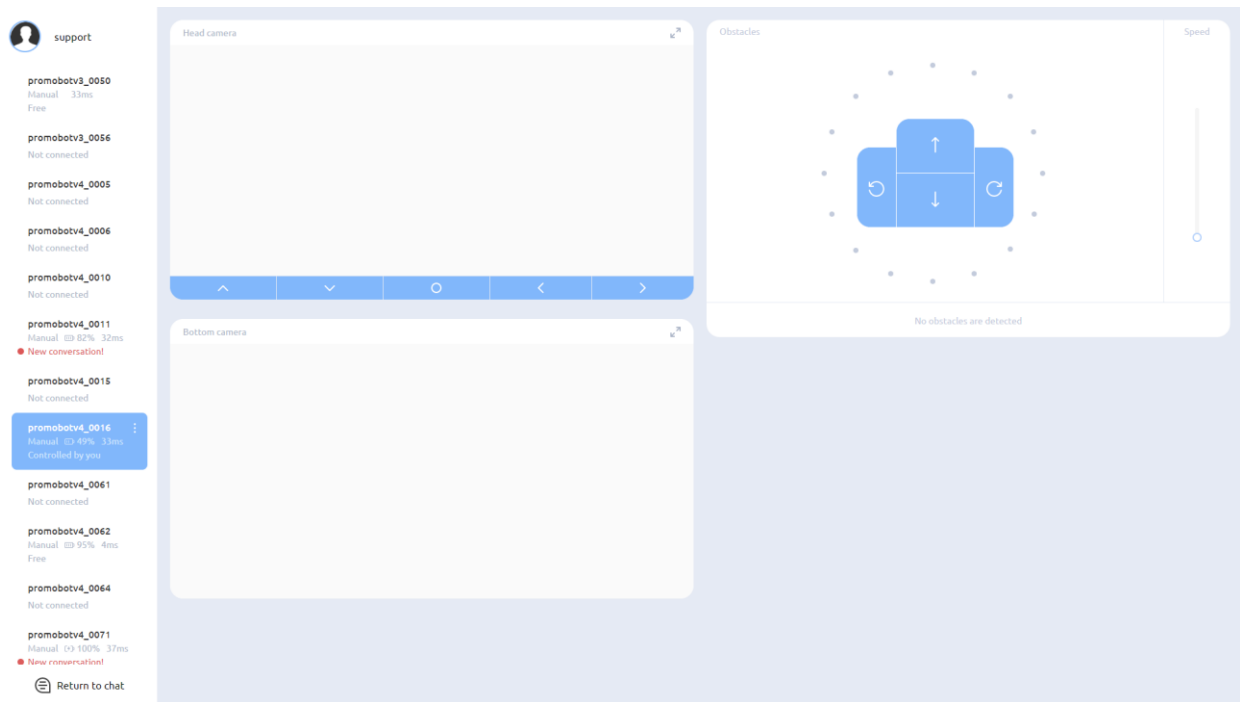 support
promobotv3_0050
Manual 33ms
Free
promobotv3_0056
Not connected
promobotv4_0005
Not connected
promobotv4_0006
Not connected
promobotv4_0010
Not connected
promobotv4_0011
Manual 82% 32ms
New conversation!
promobotv4_0015
Not connected
promobotv4_0016
Manual 49% 33ms
Controlled by you
promobotv4_0061
Not connected
promobotv4_0062
Manual 95% 4ms
Free
promobotv4_0064
Not connected
promobotv4_0071
Manual 100% 37ms
New conversation!
Return to chat
Head camera
Bottom camera
Obstacles
Speed
No obstacles are detected